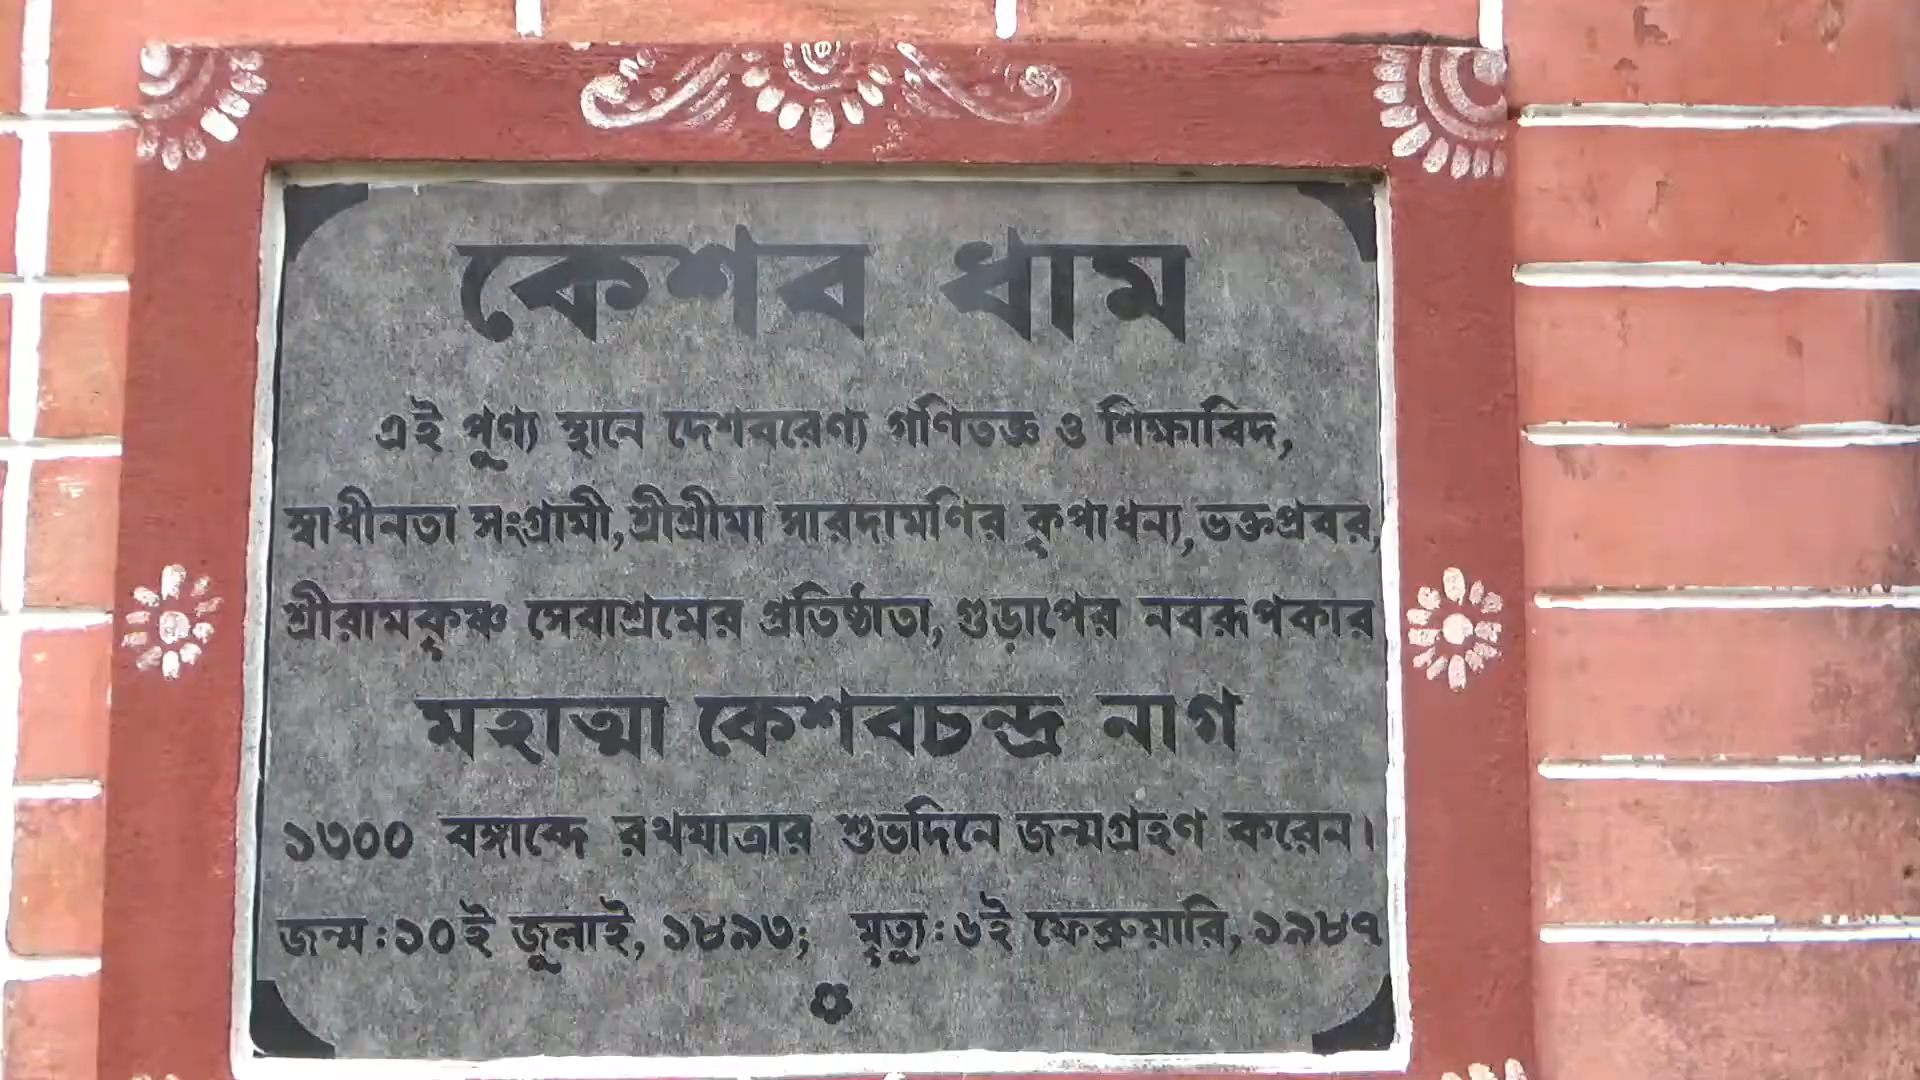 কেশব ধাম
এই পূণ্য স্থানে দেশবরেণ্য গণিতজ্ঞ ও শিক্ষাবিদ,
স্বাধীনতা সংগ্রামী, শ্রীশ্রীমা সারদামণির কৃপাধন্য, ভক্তপ্রবর,
শ্রীরামকৃষ্ণ সেবাশ্রমের প্রতিষ্ঠাতা, গুড়াপের নবরূপকার
মহাত্মা কেশবচন্দ্র নাগ
১৩০০ বঙ্গাব্দে রথযাত্রার শুভদিনে জন্মগ্রহণ করেন।
জন্ম : ১০ই জুলাই, ১৮৯৩; মৃত্যু : ৬ই ফেব্রুয়ারি, ১৯৮৭